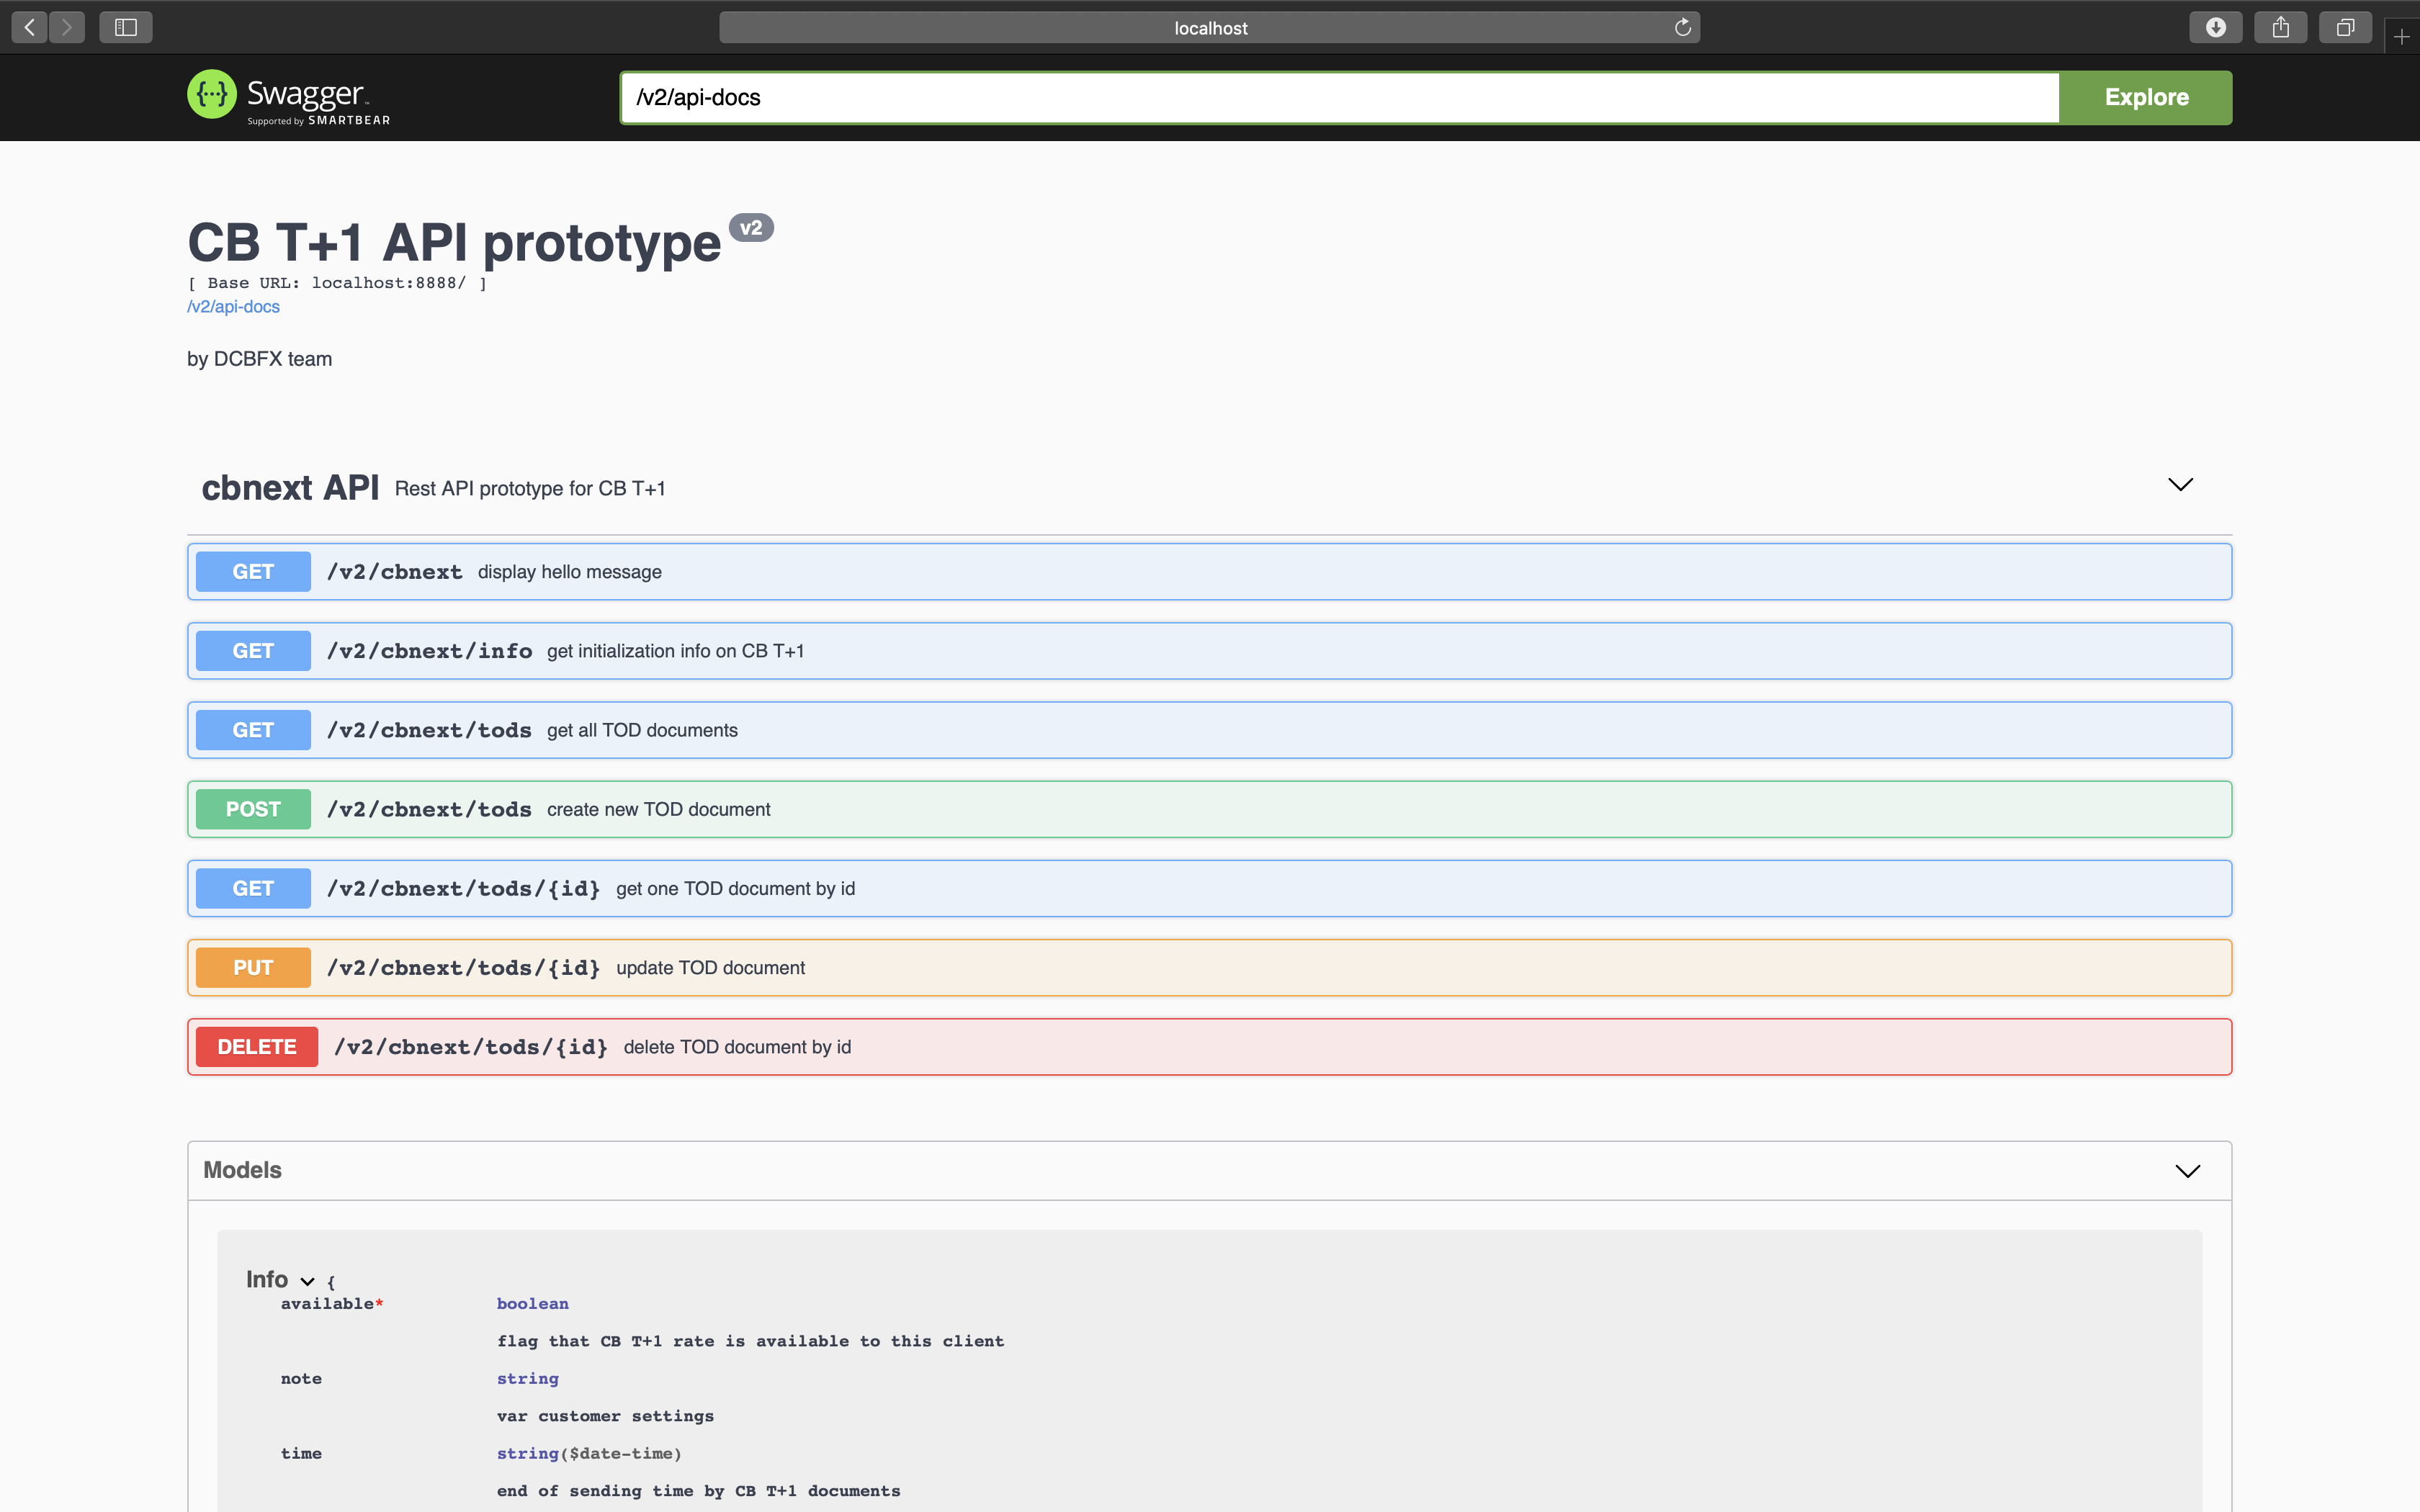 localhost
Swagger™
Supported by SMARTBEAR
/v2/api-docs
Explore
CB T+1 API prototype v2
[ Base URL: localhost:8888/ ]
/v2/api-docs
by DCBFX team
cbnext API Rest API prototype for CB T+1
GET /v2/cbnext display hello message
GET /v2/cbnext/info get initialization info on CB T+1
GET /v2/cbnext/tods get all TOD documents
POST /v2/cbnext/tods create new TOD document
GET /v2/cbnext/tods/{id} get one TOD document by id
PUT /v2/cbnext/tods/{id} update TOD document
DELETE /v2/cbnext/tods/{id} delete TOD document by id
Models
Info {
available* boolean
flag that CB T+1 rate is available to this client
note string
var customer settings
time string($date-time)
end of sending time by CB T+1 documents